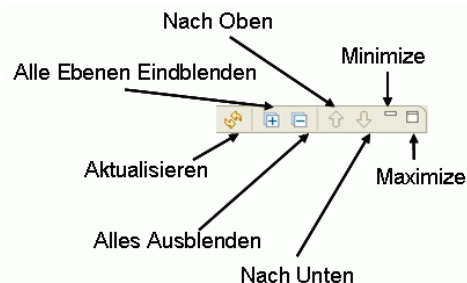 Nach Oben
Minimize
Alle Ebenen Eindblenden
Aktualisieren
Maximize
Alles Ausblenden
Nach Unten